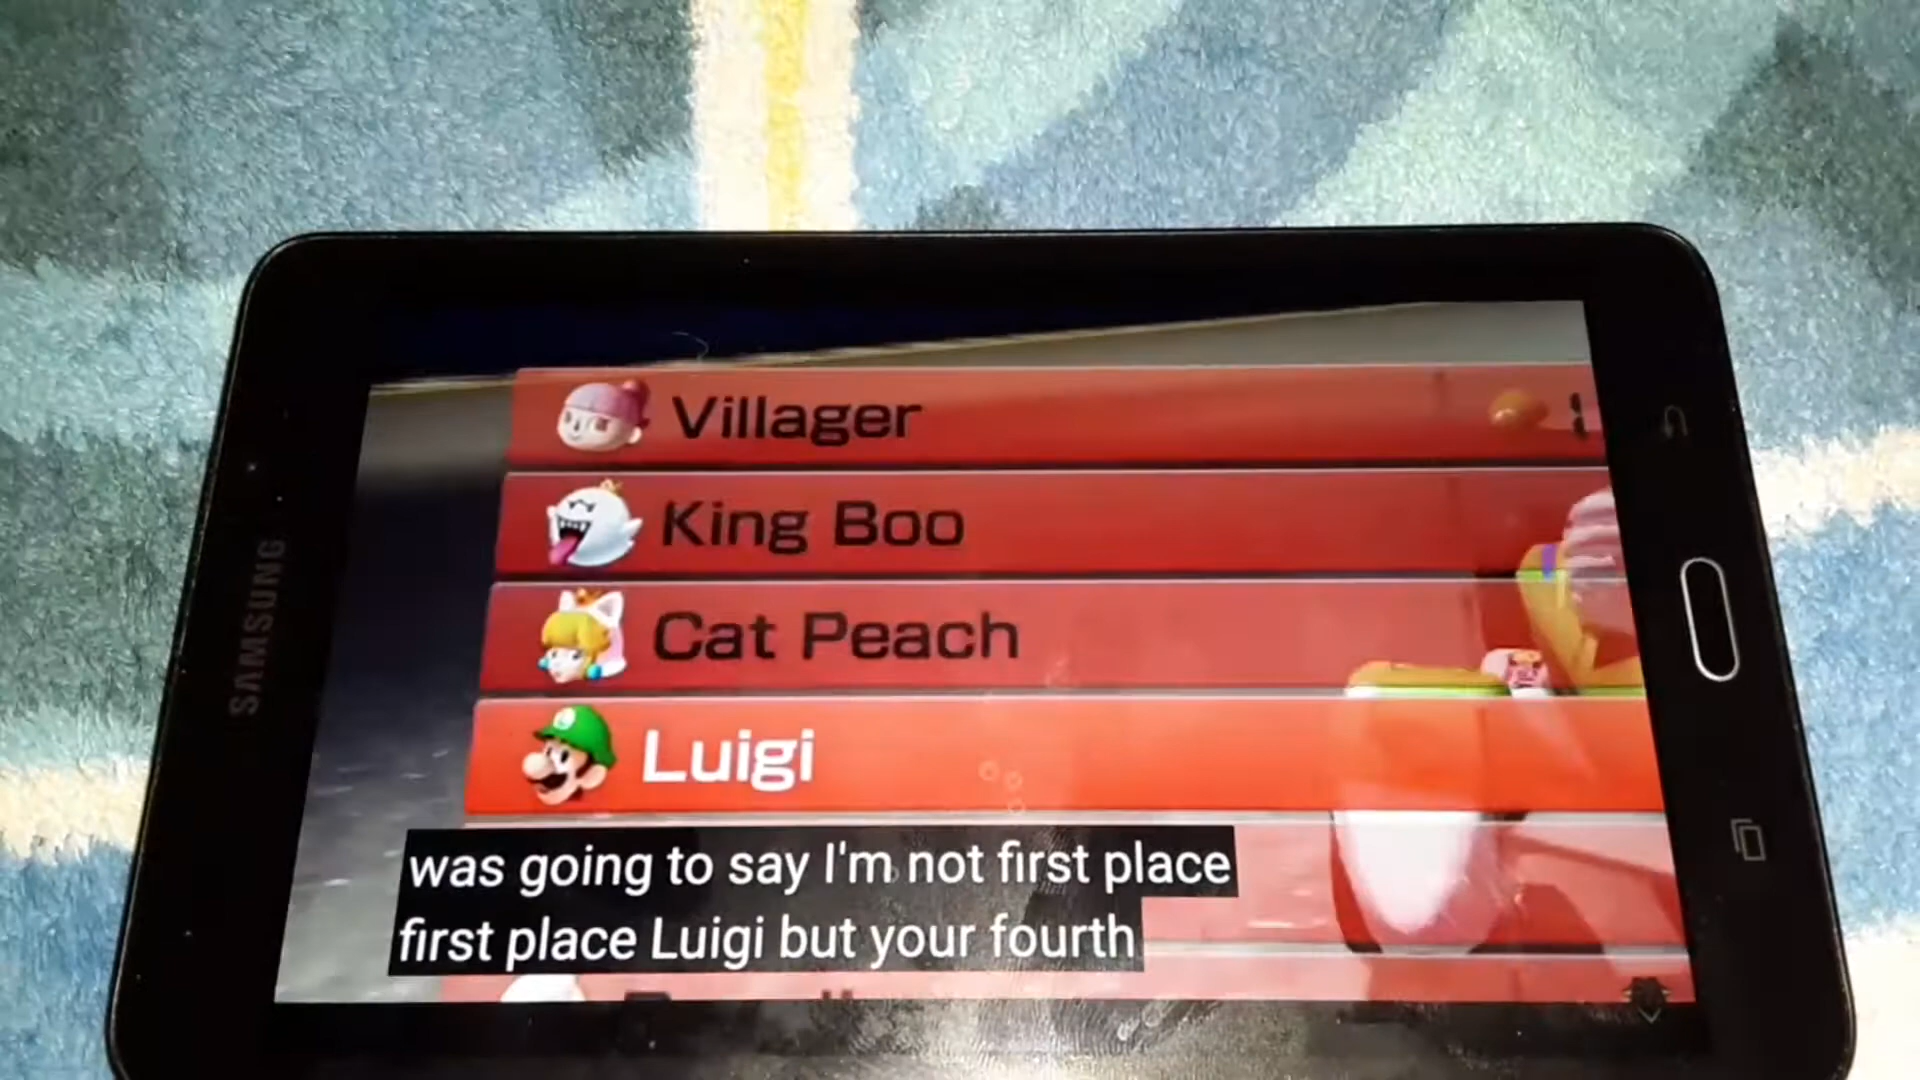 Villager 1
King Boo
Cat Peach
Luigi
was going to say I'm not first place
first place Luigi but your fourth
SAMSUNG